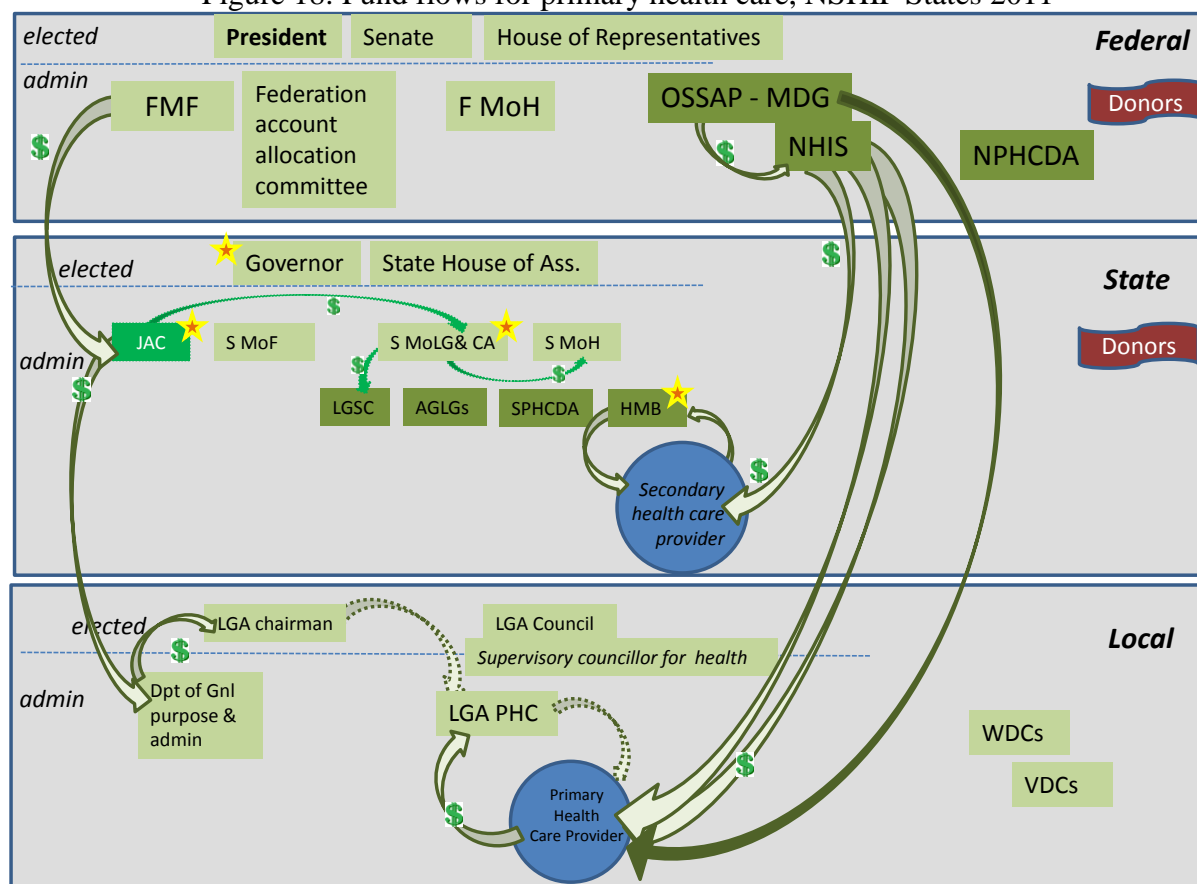 Figure 18: Fund flows for primary health care, NSHIP States 2011
elected
President
Senate
House of Representatives
Federal
admin
FMF
Federation
account
allocation
committee
F MoH
OSSAP - MDG
NHIS
NPHCDA
Donors
$
$
$
elected
Governor
State House of Ass.
State
$
admin
JAC
S MoF
S MoLG& CA
S MoH
Donors
$
$
$
LGSC
AGLGs
SPHCDA
HMB
Secondary
health care
provider
$
elected
LGA chairman
LGA Council
Local
$
Supervisory councillor for health
admin
Dpt of Gnl
purpose &
admin
LGA PHC
WDCs
VDCs
$
Primary
Health
Care Provider
$